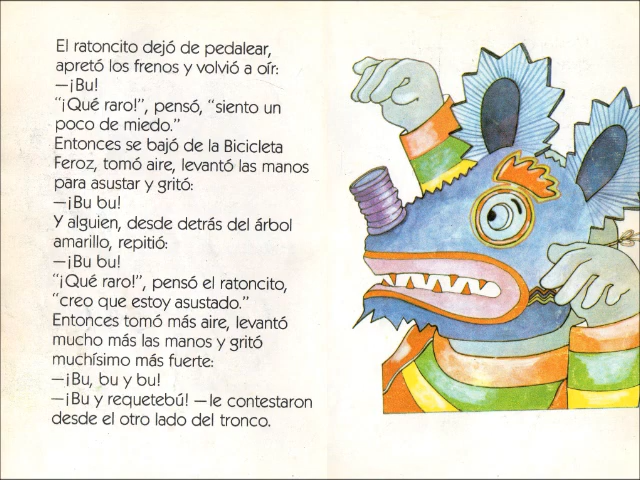 El ratoncito dejó de pedalear,
apretó los frenos y volvió a oír:
—¡Bu!
"¡Qué raro!", pensó, "siento un
poco de miedo."
Entonces se bajó de la Bicicleta
Feroz, tomó aire, levantó las manos
para asustar y gritó:
—¡Bu bu!
Y alguien, desde detrás del árbol
amarillo, repitió:
—¡Bu bu!
"¡Qué raro!", pensó el ratoncito,
"creo que estoy asustado."
Entonces tomó más aire, levantó
mucho más las manos y gritó
muchísimo más fuerte:
—¡Bu, bu y bu!
—¡Bu y requetebú! —le contestaron
desde el otro lado del tronco.